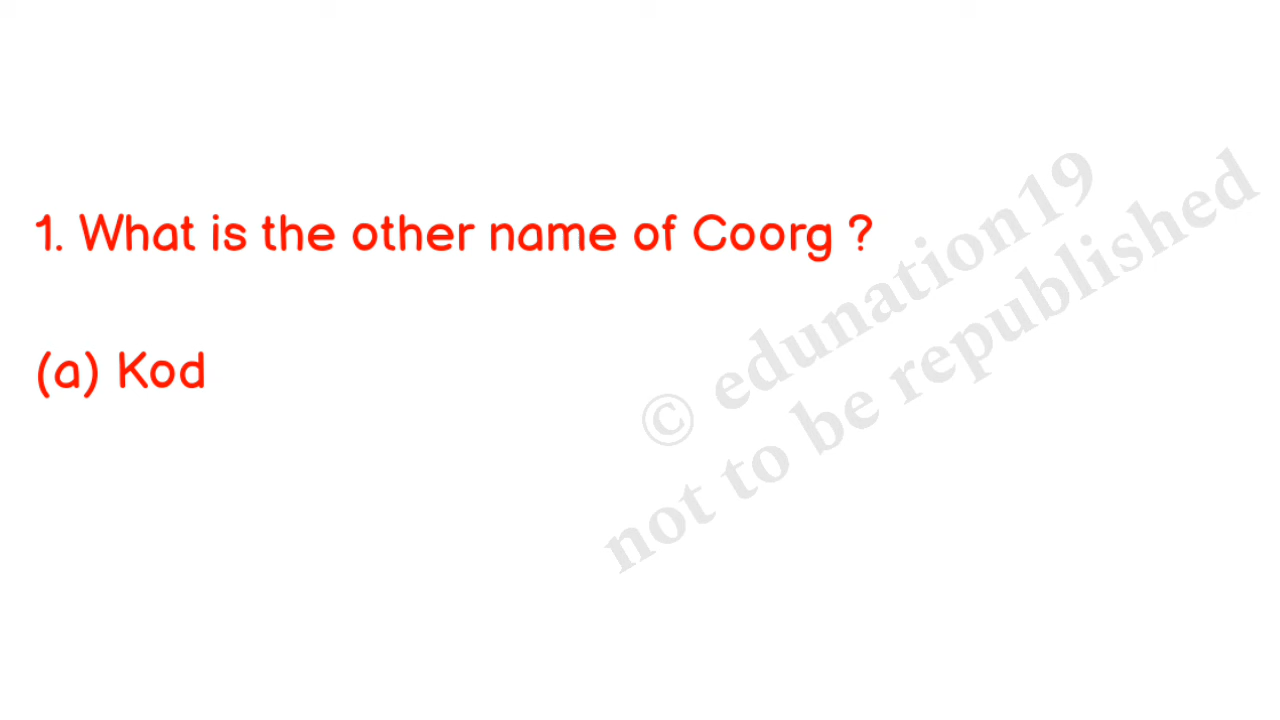 1. What is the other name of Coorg ?
(a) Kod
© edunation19
not to be republished